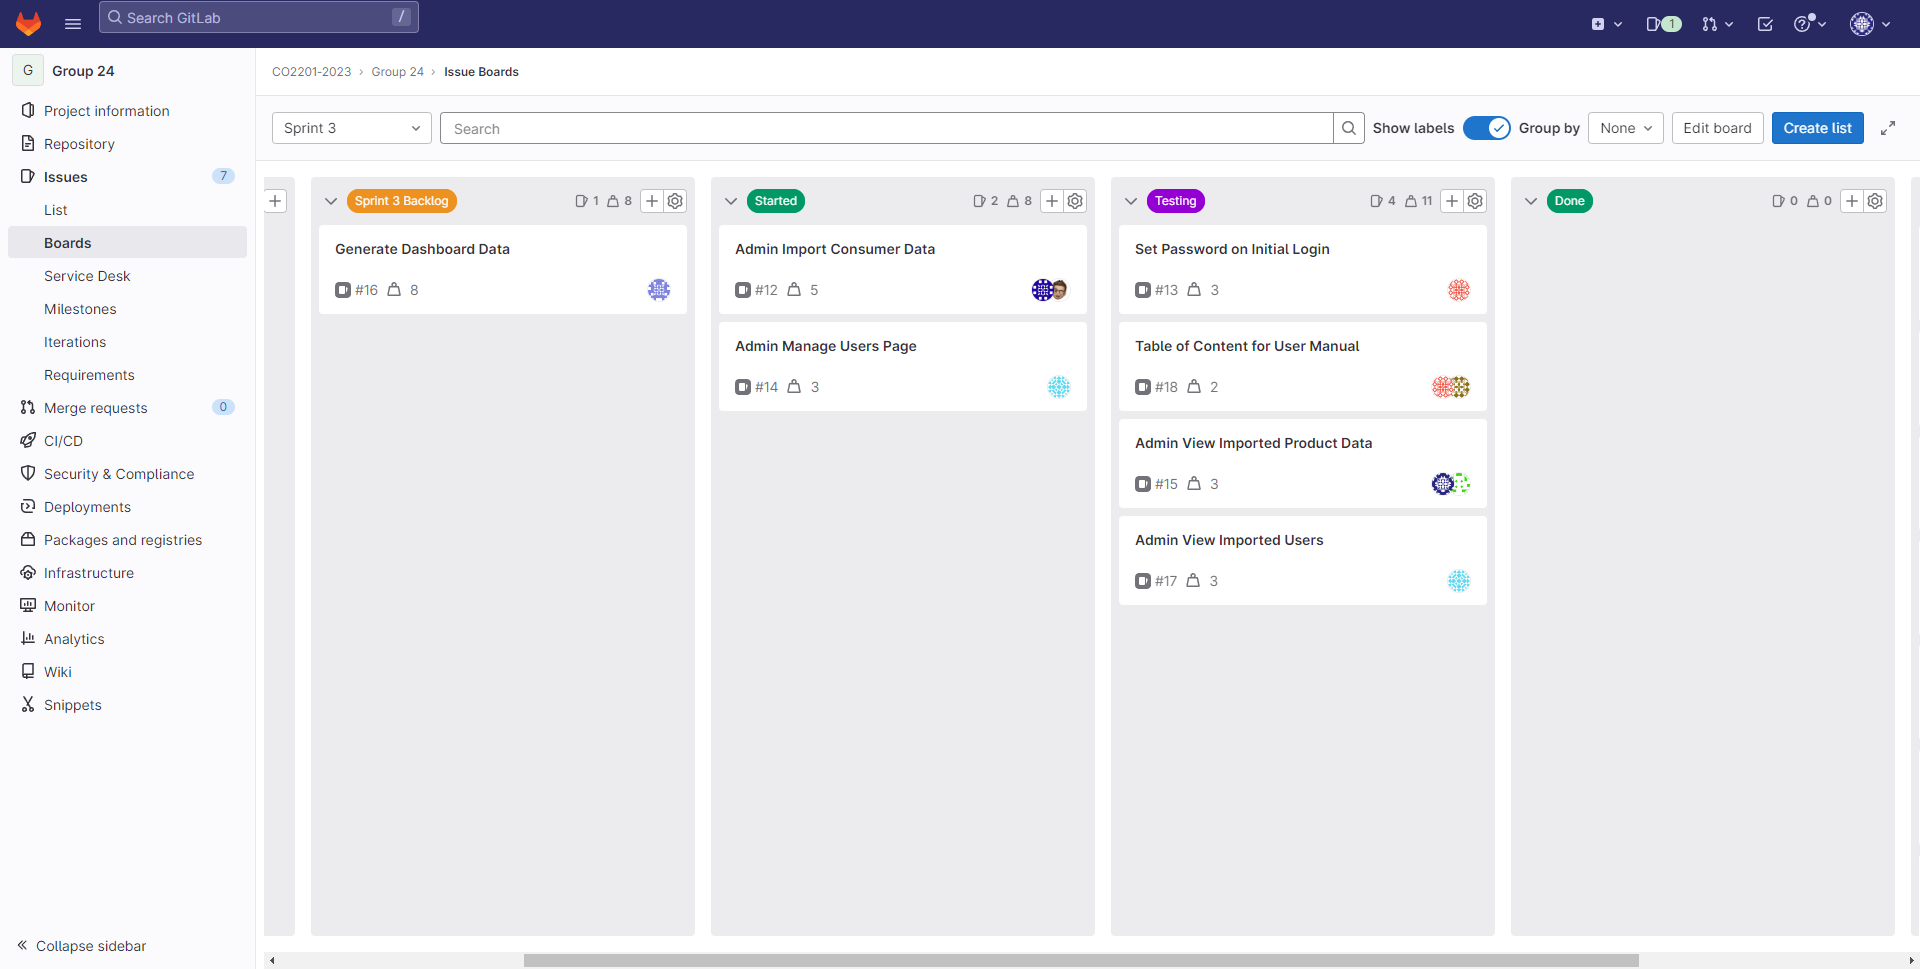 Search GitLab
/
1
G
Group 24
Project information
Repository
Issues
7
List
Boards
Service Desk
Milestones
Iterations
Requirements
Merge requests
0
CI/CD
Security & Compliance
Deployments
Packages and registries
Infrastructure
Monitor
Analytics
Wiki
Snippets
Collapse sidebar
CO2201-2023 › Group 24 › Issue Boards
Sprint 3
Search
Show labels
Group by
None
Edit board
Create list
Sprint 3 Backlog
1 8
Generate Dashboard Data
#16 8
Started
2 8
Admin Import Consumer Data
#12 5
Admin Manage Users Page
#14 3
Testing
4 11
Set Password on Initial Login
#13 3
Table of Content for User Manual
#18 2
Admin View Imported Product Data
#15 3
Admin View Imported Users
#17 3
Done
0 0